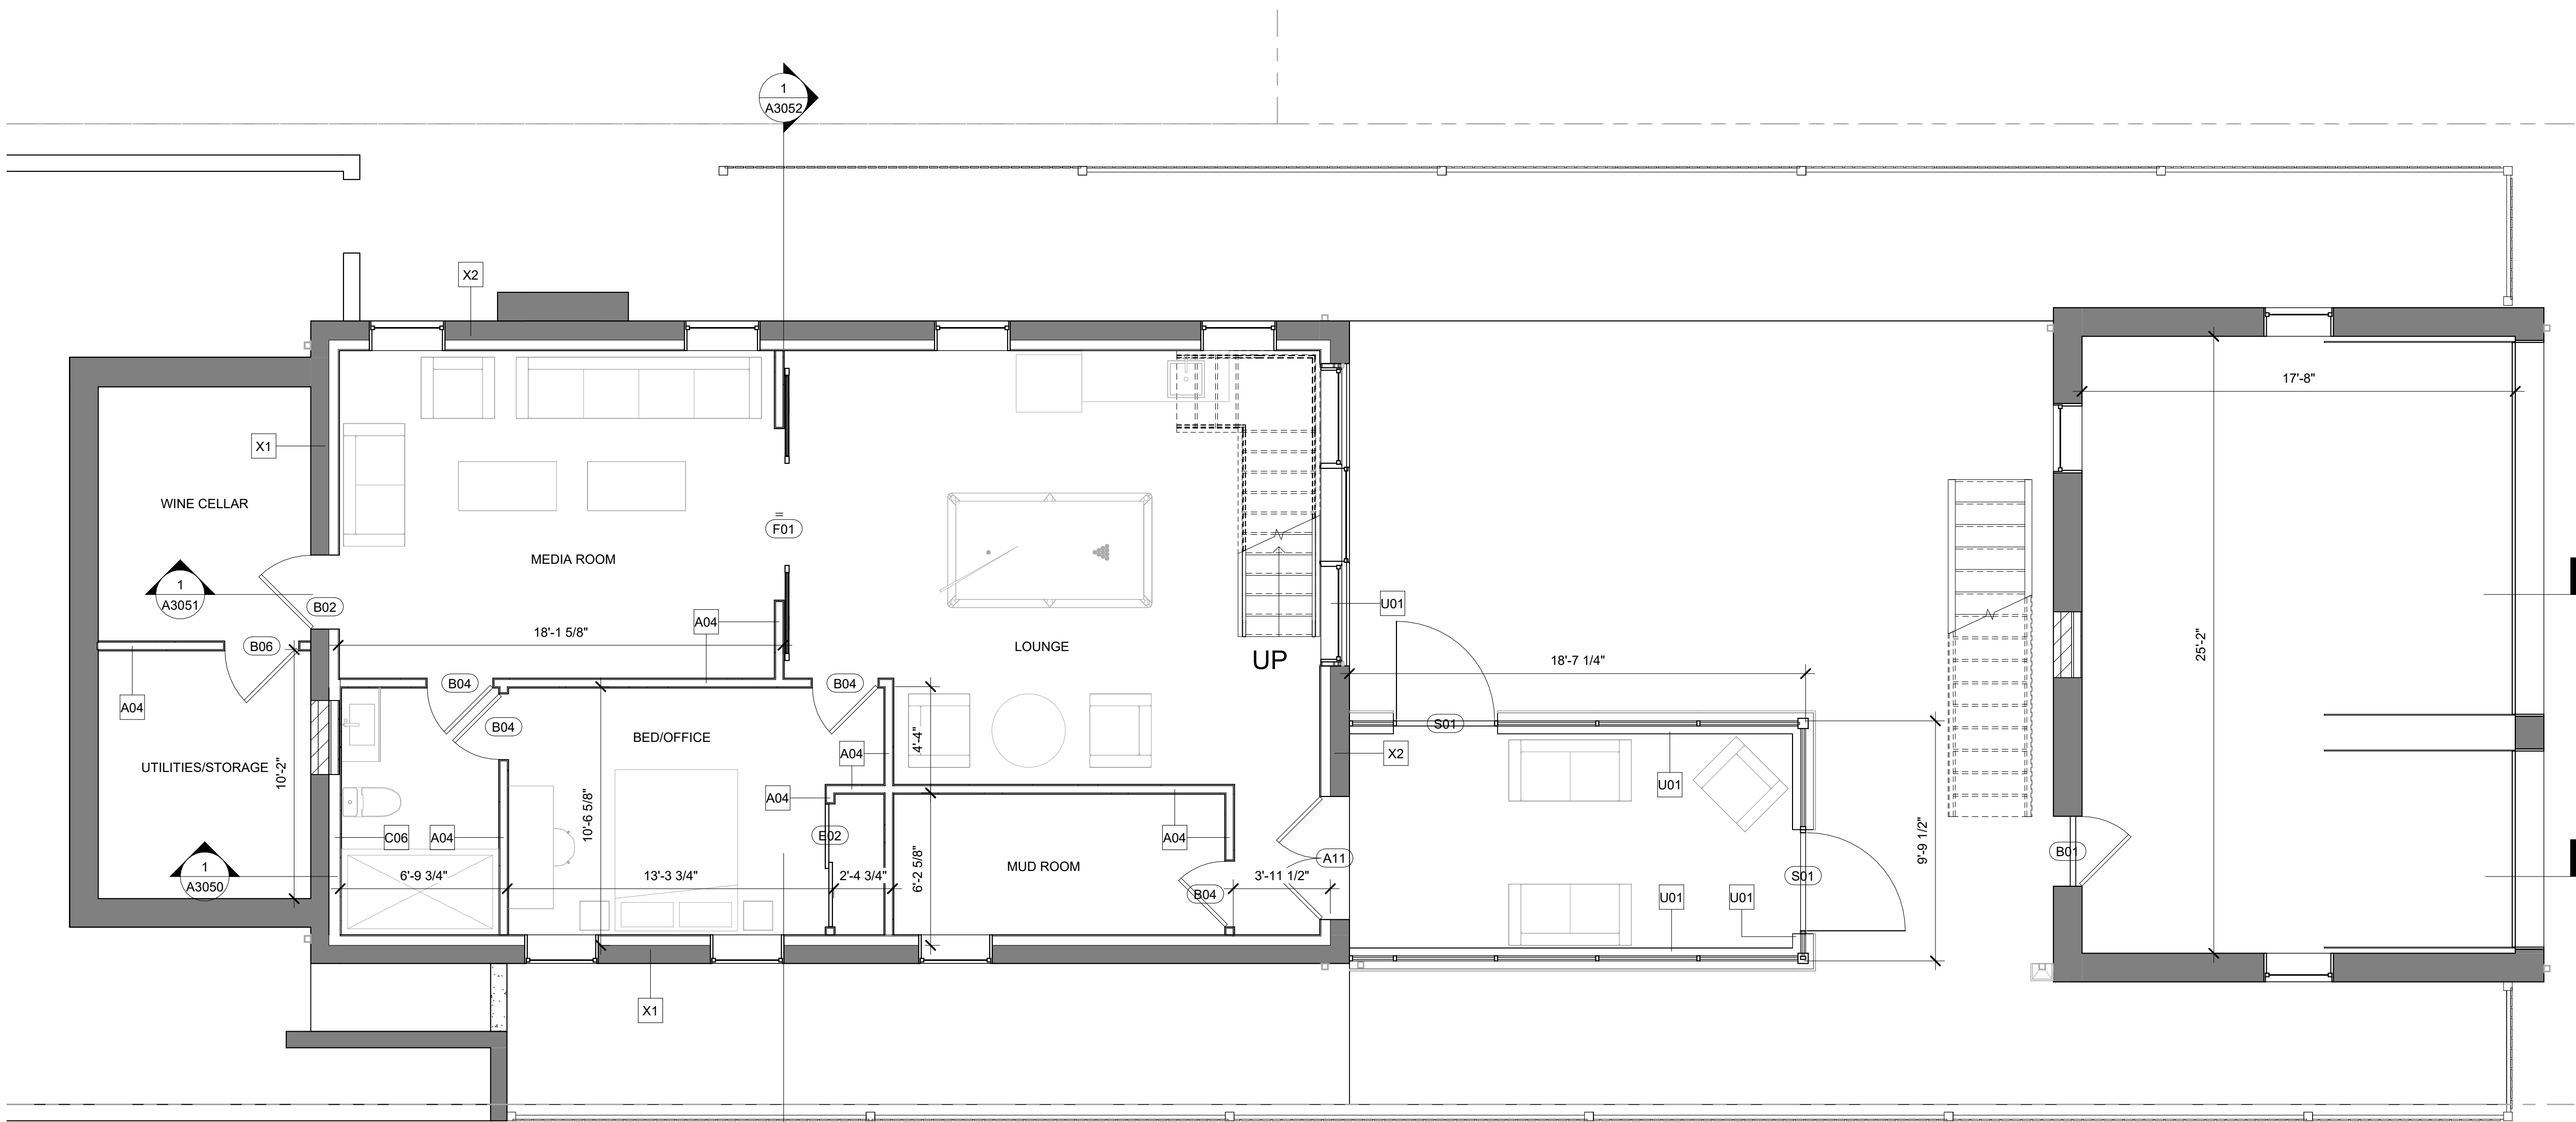 1
A3052
X2
X1
17'-8"
WINE CELLAR
F01
MEDIA ROOM
1
A3051
B02
U01
A04
18'-1 5/8"
B06
LOUNGE
UP
18'-7 1/4"
25'-2"
A04
B04
B04
B04
S01
BED/OFFICE
4'-4"
A04
X2
UTILITIES/STORAGE
10'-2"
U01
A04
10'-6 5/8"
C06
A04
E02
A04
9'-9 1/2"
1
A3050
6'-9 3/4"
13'-3 3/4"
2'-4 3/4"
6'-2 5/8"
MUD ROOM
A11
3'-11 1/2"
B04
B01
S01
U01
U01
X1